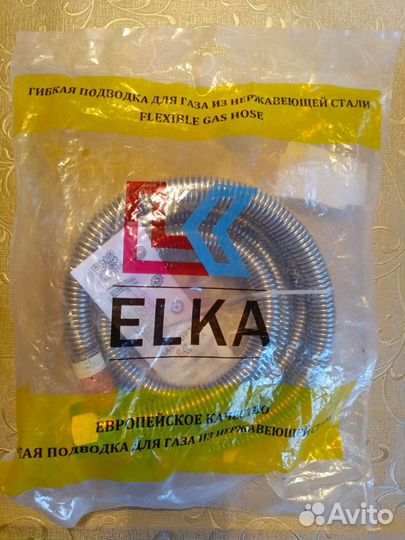 ГИБКАЯ ПОДВОДКА ДЛЯ ГАЗА ИЗ НЕРЖАВЕЮЩЕЙ СТАЛИ
FLEXIBLE GAS HOSE
ELKA
ЕВРОПЕЙСКОЕ КАЧЕСТВО
КАЯ ПОДВОДКА ДЛЯ ГАЗА ИЗ НЕРЖАВЕЮЩЕЙ
Avito